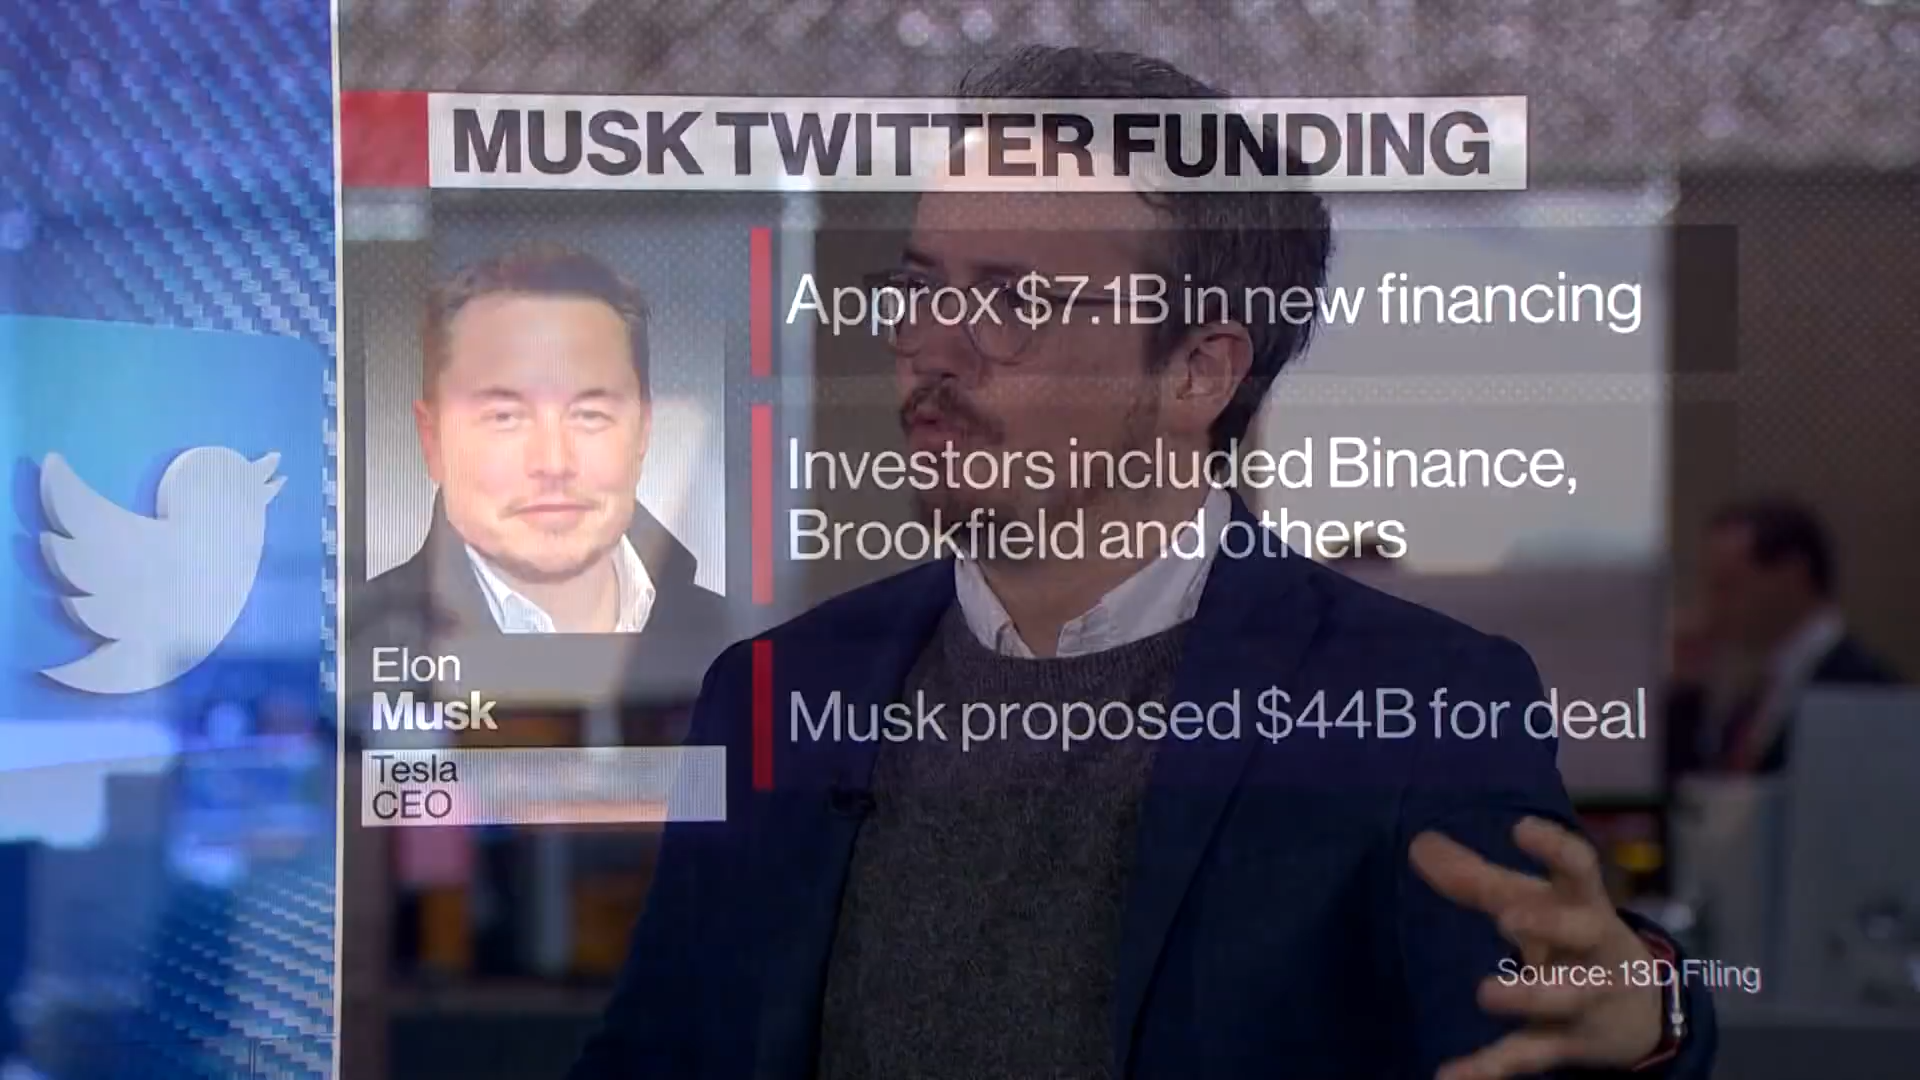 MUSK TWITTER FUNDING
Approx $7.1B in new financing
Investors included Binance,
Brookfield and others
Musk proposed $44B for deal
Elon
Musk
Tesla
CEO
Source: 13D Filing